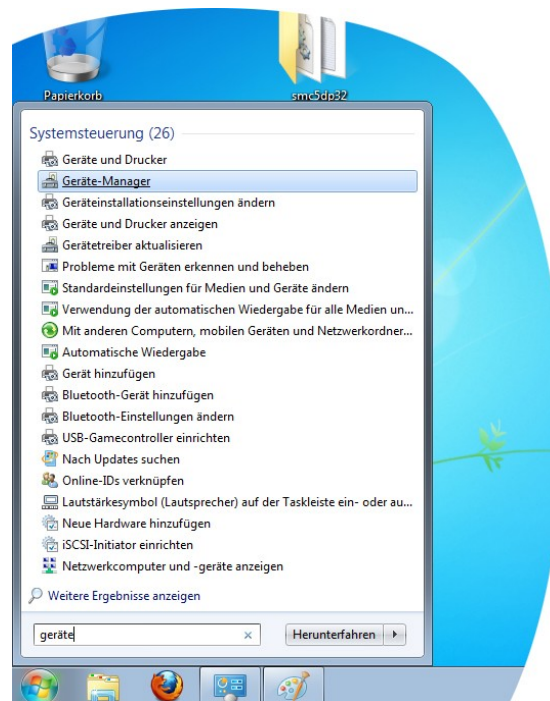 Papierkorb
smc5dp32
Systemsteuerung (26)
Geräte und Drucker
Geräte-Manager
Geräteinstallationseinstellungen ändern
Geräte und Drucker anzeigen
Gerätetreiber aktualisieren
Probleme mit Geräten erkennen und beheben
Standardeinstellungen für Medien und Geräte ändern
Verwendung der automatischen Wiedergabe für alle Medien un...
Mit anderen Computern, mobilen Geräten und Netzwerkordner...
Automatische Wiedergabe
Gerät hinzufügen
Bluetooth-Gerät hinzufügen
Bluetooth-Einstellungen ändern
USB-Gamecontroller einrichten
Nach Updates suchen
Online-IDs verknüpfen
Lautstärkesymbol (Lautsprecher) auf der Taskleiste ein- oder au...
Neue Hardware hinzufügen
iSCSI-Initiator einrichten
Netzwerkcomputer und -geräte anzeigen
Weitere Ergebnisse anzeigen
geräte
Herunterfahren